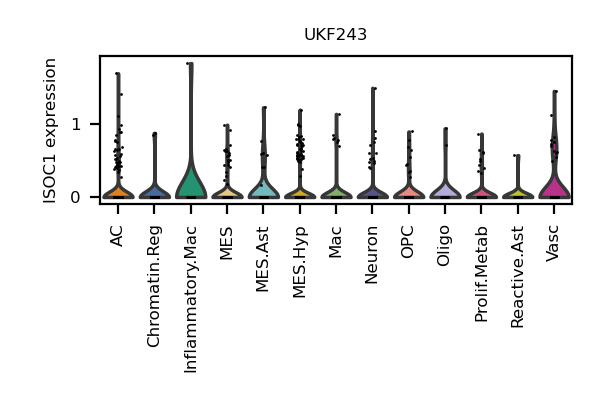 UKF243
ISOC1 expression
1
0
AC
Chromatin.Reg
Inflammatory.Mac
MES
MES.Ast
MES.Hyp
Mac
Neuron
OPC
Oligo
Prolif.Metab
Reactive.Ast
Vasc